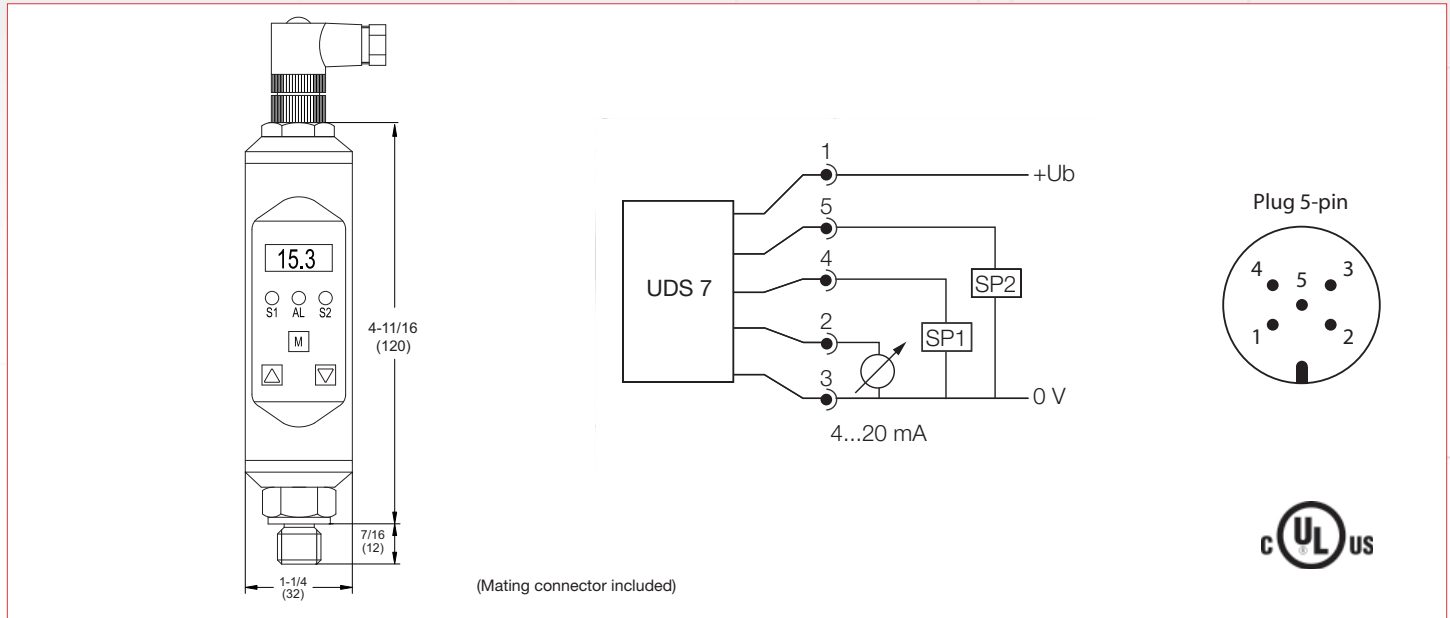 15.3
S1 AL S2
M
4-11/16
(120)
7/16
(12)
1-1/4
(32)
(Mating connector included)
UDS 7
1
5
4
2
3
+Ub
SP2
SP1
0 V
4...20 mA
Plug 5-pin
4 5 3
1 2
c UL ® US